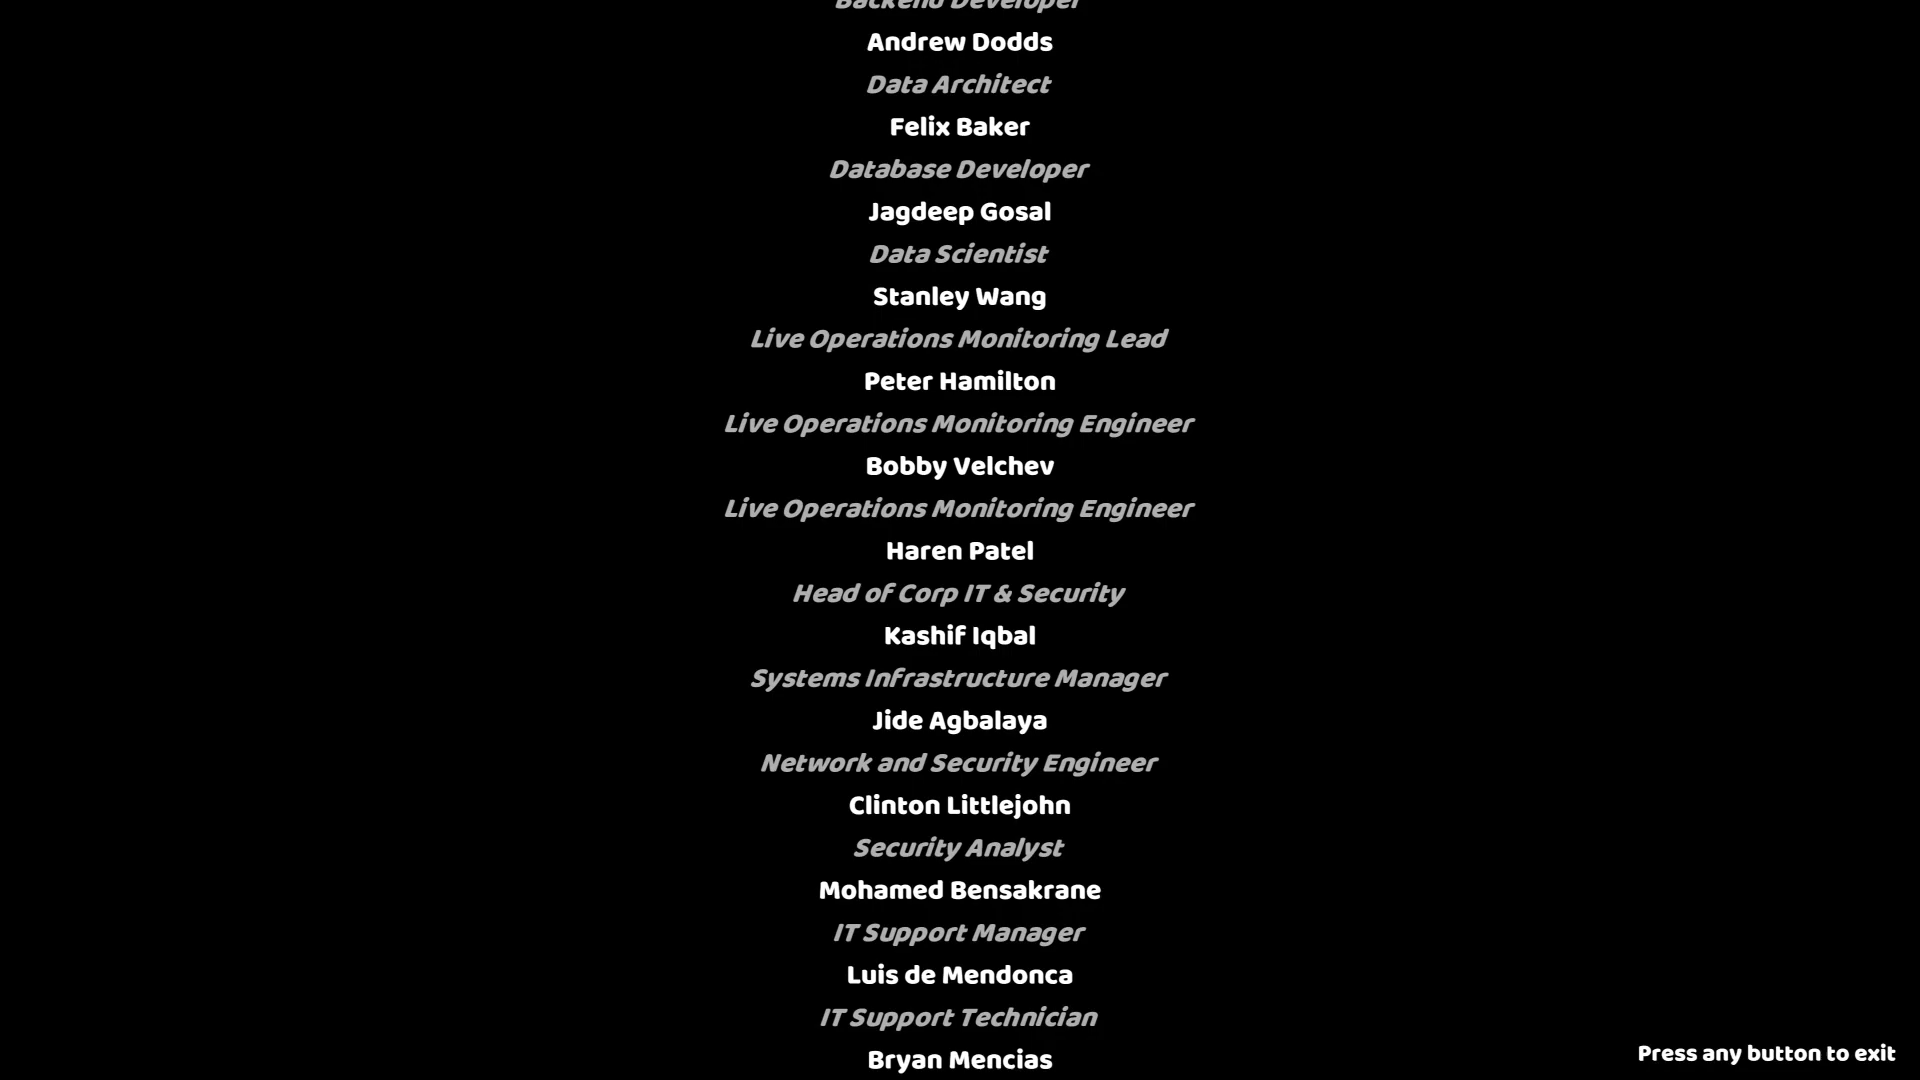 Backend Developer
Andrew Dodds
Data Architect
Felix Baker
Database Developer
Jagdeep Gosal
Data Scientist
Stanley Wang
Live Operations Monitoring Lead
Peter Hamilton
Live Operations Monitoring Engineer
Bobby Velchev
Live Operations Monitoring Engineer
Haren Patel
Head of Corp IT & Security
Kashif Iqbal
Systems Infrastructure Manager
Jide Agbalaya
Network and Security Engineer
Clinton Littlejohn
Security Analyst
Mohamed Bensakrane
IT Support Manager
Luis de Mendonca
IT Support Technician
Bryan Mencias
Press any button to exit